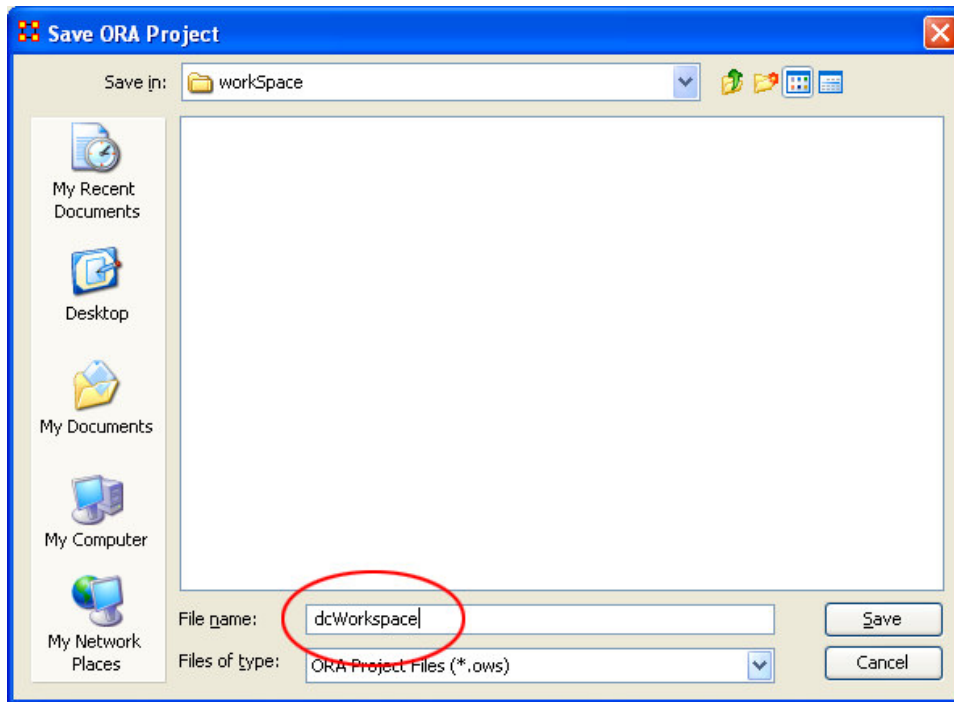 Save ORA Project
Save in:
workSpace
My Recent
Documents
Desktop
My Documents
My Computer
My Network
Places
File name:
dcWorkspace
Save
Files of type:
ORA Project Files (*.ows)
Cancel